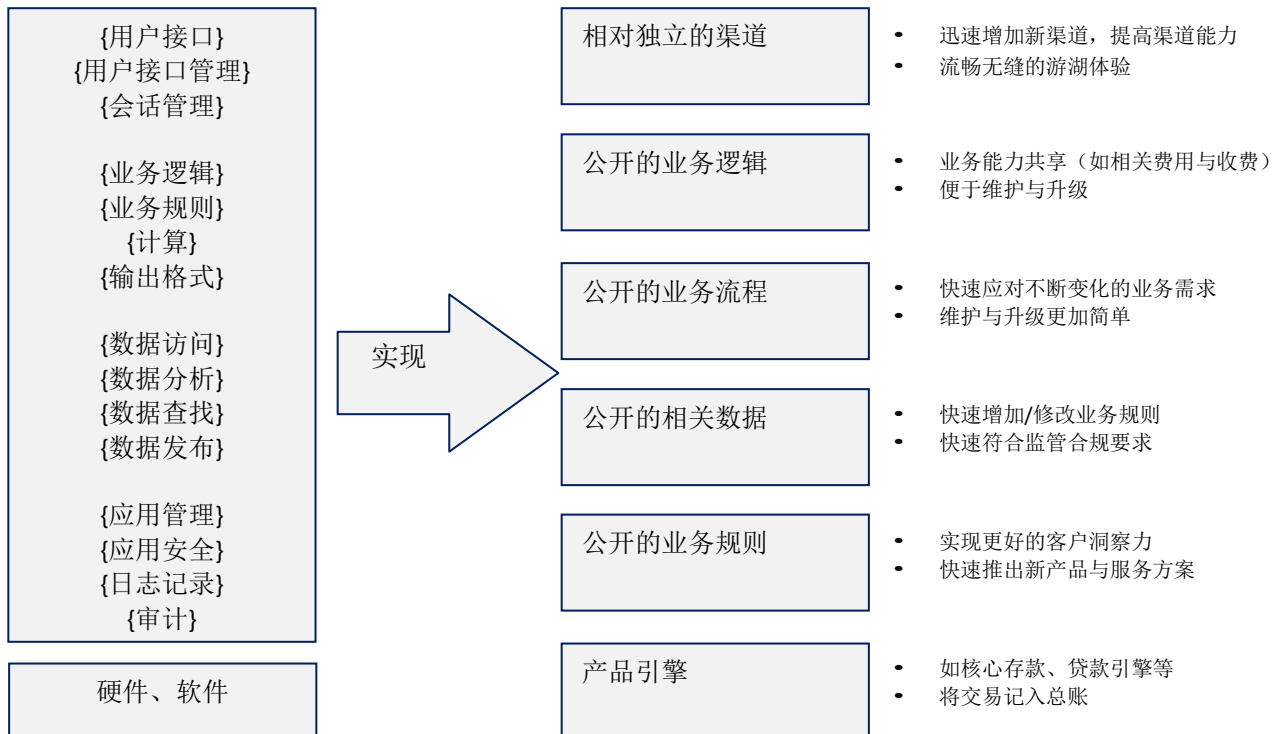 {用户接口}
{用户接口管理}
{会话管理}
{业务逻辑}
{业务规则}
{计算}
{输出格式}
{数据访问}
{数据分析}
{数据查找}
{数据发布}
{应用管理}
{应用安全}
{日志记录}
{审计}
硬件、软件
实现
相对独立的渠道
• 迅速增加新渠道，提高渠道能力
• 流畅无缝的游湖体验
公开的业务逻辑
• 业务能力共享（如相关费用与收费）
• 便于维护与升级
公开的业务流程
• 快速应对不断变化的业务需求
• 维护与升级更加简单
公开的相关数据
• 快速增加/修改业务规则
• 快速符合监管合规要求
公开的业务规则
• 实现更好的客户洞察力
• 快速推出新产品与服务方案
产品引擎
• 如核心存款、贷款引擎等
• 将交易记入总账